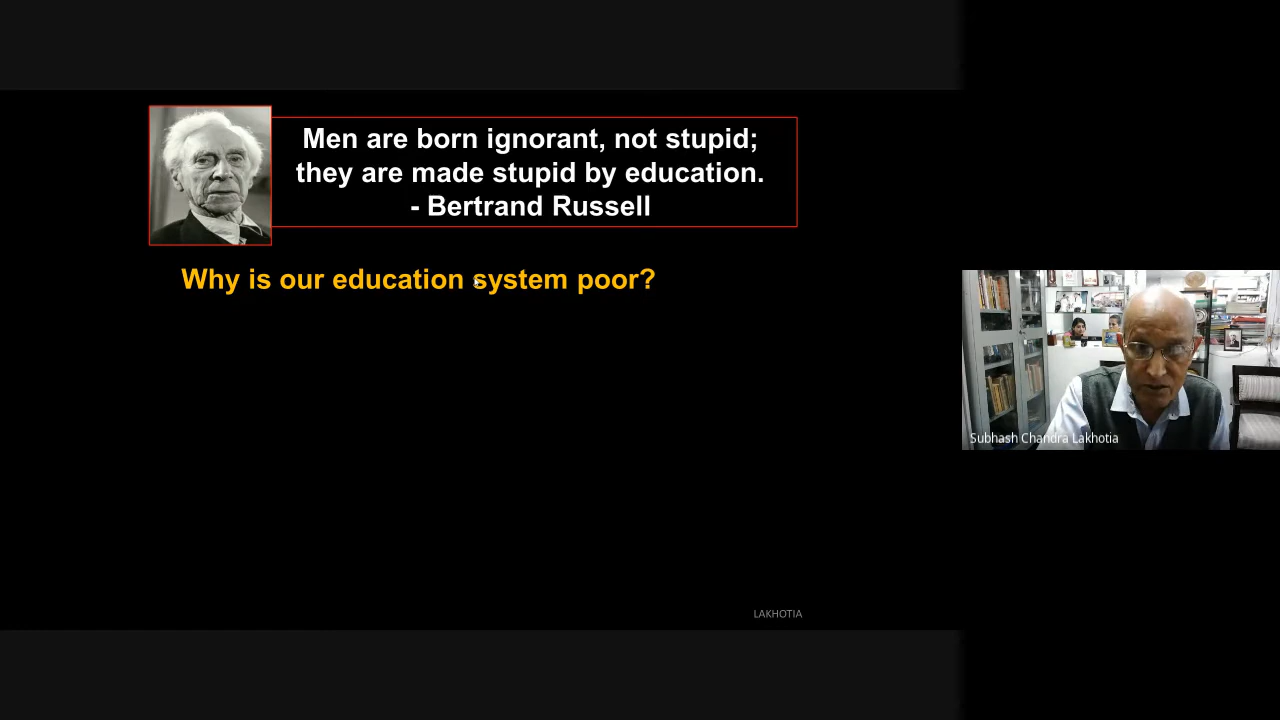 Men are born ignorant, not stupid;
they are made stupid by education.
- Bertrand Russell
Why is our education system poor?
Subhash Chandra Lakhotia
LAKHOTIA